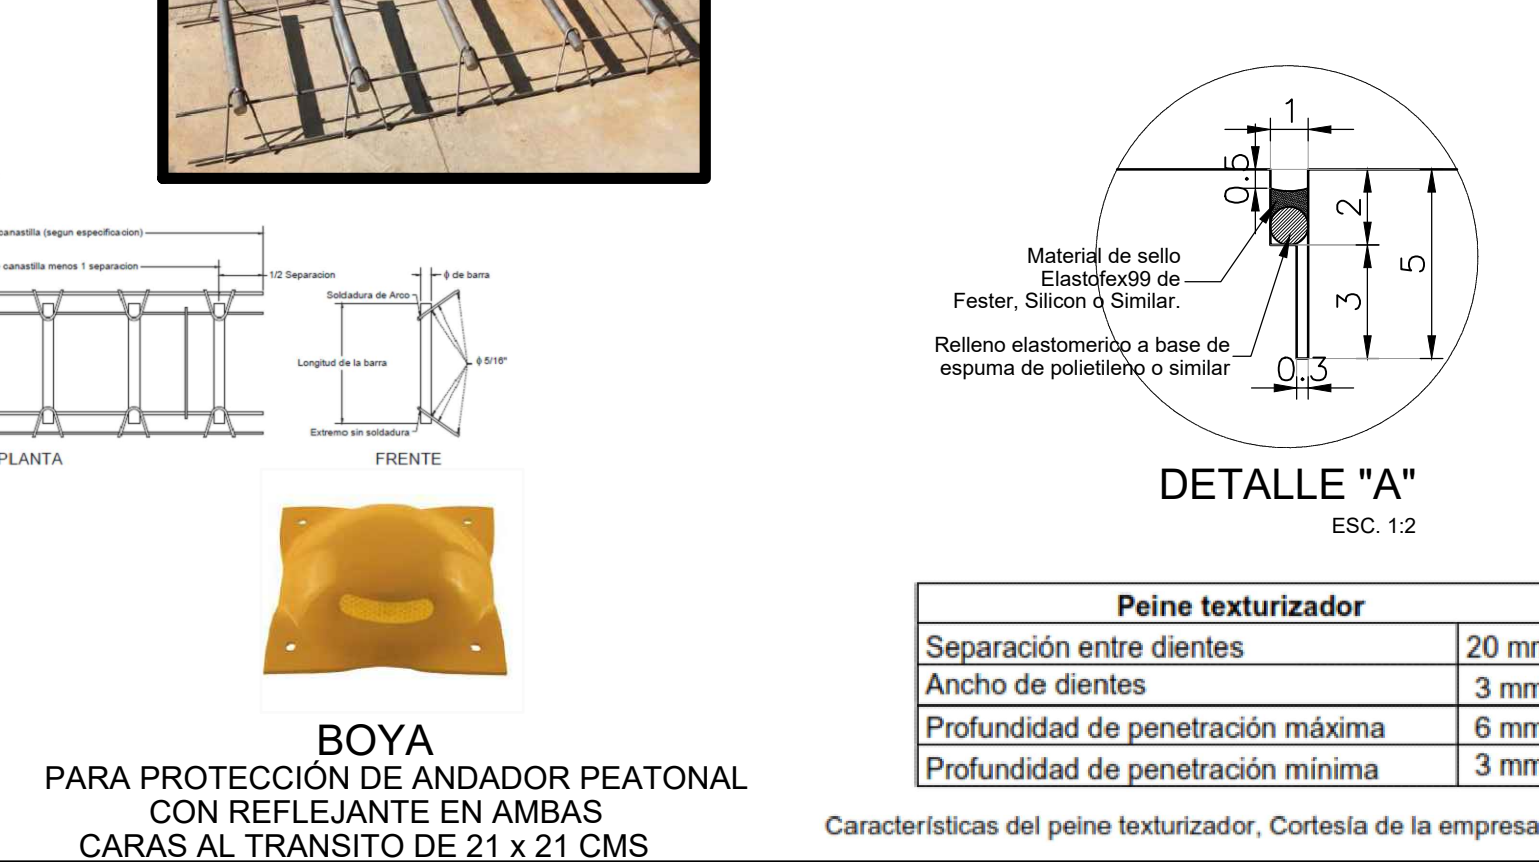 canastilla (segun especificacion)
canastilla menos 1 separacion
1/2 Separacion
PLANTA
ϕ de barra
Soldadura de Arco
Longitud de la barra
ϕ 5/16"
Extremo sin soldadura
FRENTE
BOYA
PARA PROTECCIÓN DE ANDADOR PEATONAL
CON REFLEJANTE EN AMBAS
CARAS AL TRANSITO DE 21 x 21 CMS
1
0.5
2
3
5
0.3
Material de sello
Elastofex99 de
Fester, Silicon o Similar.
Relleno elastomerico a base de
espuma de polietileno o similar
DETALLE "A"
ESC. 1:2
Peine texturizador
Separación entre dientes 20 mm
Ancho de dientes 3 mm
Profundidad de penetración máxima 6 mm
Profundidad de penetración mínima 3 mm
Características del peine texturizador, Cortesía de la empresa